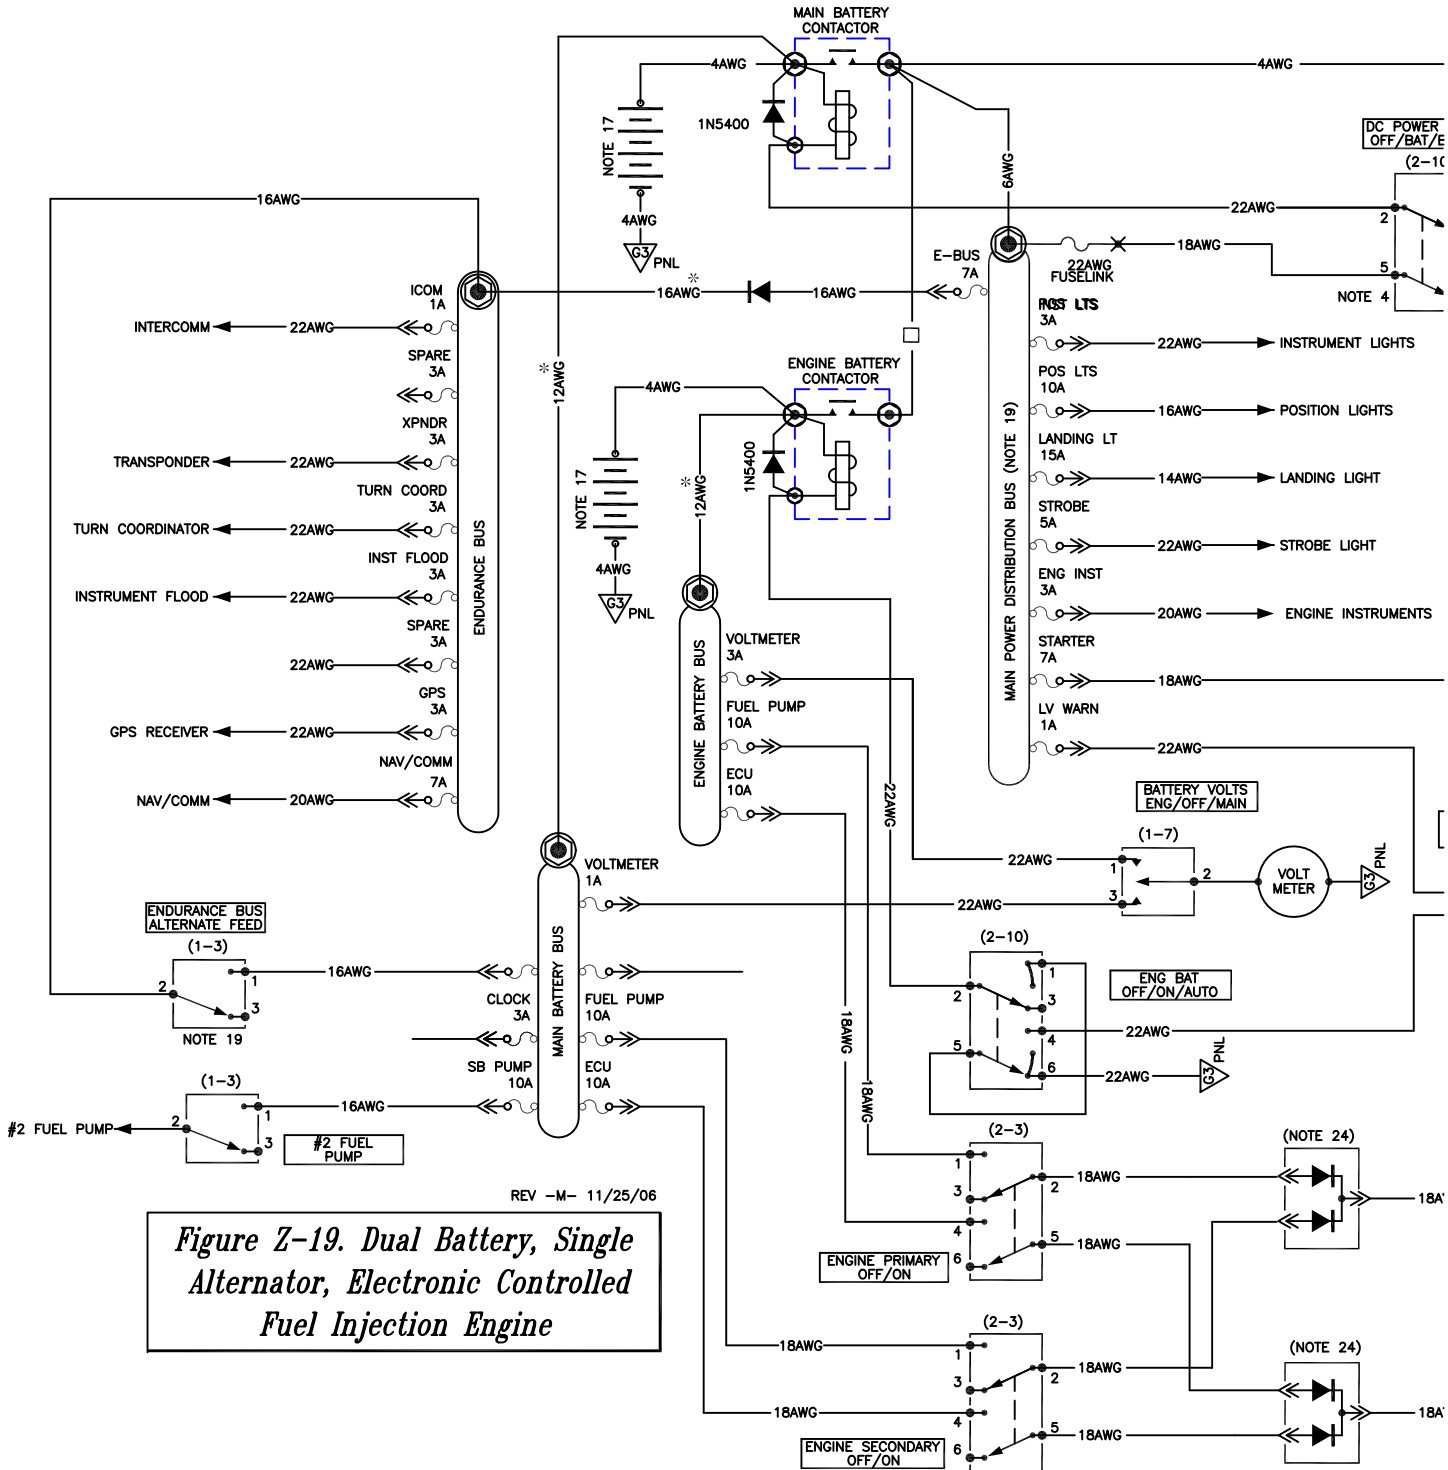 MAIN BATTERY
CONTACTOR
4AWG
4AWG
1N5400
NOTE 17
6AWG
DC POWER
OFF/BAT/E
(2-10
16AWG
4AWG
G3
PNL
22AWG
2
18AWG
5
NOTE 4
E-BUS
7A
22AWG
FUSELINK
ICOM
1A
*
16AWG
16AWG
INTERCOMM
22AWG
POS LTS
3A
22AWG
INSTRUMENT LIGHTS
SPARE
3A
*
12AWG
ENGINE BATTERY
CONTACTOR
4AWG
POS LTS
10A
16AWG
POSITION LIGHTS
XPNDR
3A
TRANSPONDER
22AWG
1N5400
NOTE 17
*
12AWG
LANDING LT
15A
14AWG
LANDING LIGHT
TURN COORD
3A
TURN COORDINATOR
22AWG
STROBE
5A
22AWG
STROBE LIGHT
INST FLOOD
3A
INSTRUMENT FLOOD
22AWG
ENDURANCE BUS
4AWG
G3
PNL
MAIN POWER DISTRIBUTION BUS (NOTE 19)
ENG INST
3A
20AWG
ENGINE INSTRUMENTS
SPARE
3A
22AWG
VOLTMETER
3A
STARTER
7A
18AWG
GPS
3A
GPS RECEIVER
22AWG
ENGINE BATTERY BUS
FUEL PUMP
10A
LV WARN
1A
22AWG
NAV/COMM
7A
NAV/COMM
20AWG
ECU
10A
22AWG
BATTERY VOLTS
ENG/OFF/MAIN
(1-7)
VOLTMETER
1A
22AWG
1
2
3
VOLT
METER
G3
PNL
22AWG
ENDURANCE BUS
ALTERNATE FEED
(1-3)
2
1
3
16AWG
NOTE 19
MAIN BATTERY BUS
(2-10)
1
2
3
4
5
6
ENG BAT
OFF/ON/AUTO
22AWG
22AWG
G3
PNL
CLOCK
3A
FUEL PUMP
10A
18AWG
18AWG
SB PUMP
10A
ECU
10A
(1-3)
2
1
3
16AWG
#2 FUEL PUMP
#2 FUEL
PUMP
(2-3)
1
2
3
4
5
6
18AWG
18AWG
(NOTE 24)
18A
ENGINE PRIMARY
OFF/ON
REV -M- 11/25/06
Figure Z-19. Dual Battery, Single
Alternator, Electronic Controlled
Fuel Injection Engine
(2-3)
18AWG
1
2
3
4
5
6
18AWG
18AWG
18AWG
(NOTE 24)
18A
ENGINE SECONDARY
OFF/ON